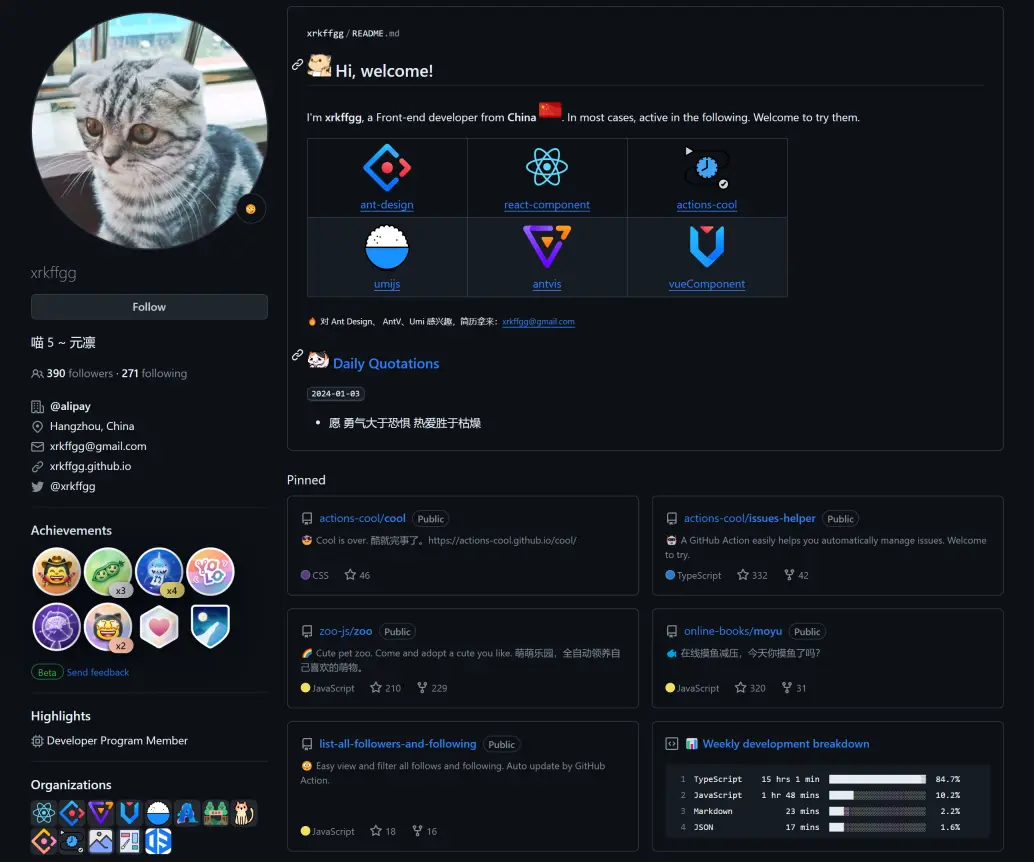 xrkffgg
Follow
喵 5 ~ 元凛
390 followers · 271 following
@alipay
Hangzhou, China
xrkffgg@gmail.com
xrkffgg.github.io
@xrkffgg
Achievements
x3
x4
YOLO
x2
Beta Send feedback
Highlights
Developer Program Member
Organizations
xrkffgg/README.md
Hi, welcome!
I'm xrkffgg, a Front-end developer from China. In most cases, active in the following. Welcome to try them.
ant-design react-component actions-cool
umijs antvis vueComponent
对 Ant Design、 AntV、Umi 感兴趣，简历拿来：xrkffgg@gmail.com
Daily Quotations
2024-01-03
愿 勇气大于恐惧 热爱胜于枯燥
Pinned
actions-cool/cool Public
Cool is over. 酷就完事了。https://actions-cool.github.io/cool/
CSS 46
actions-cool/issues-helper Public
A GitHub Action easily helps you automatically manage issues. Welcome
to try.
TypeScript 332 42
zoo-js/zoo Public
Cute pet zoo. Come and adopt a cute you like. 萌萌乐园，全自动领养自
己喜欢的萌物。
JavaScript 210 229
online-books/moyu Public
在线摸鱼减压，今天你摸鱼了吗?
JavaScript 320 31
list-all-followers-and-following Public
Easy view and filter all follows and following. Auto update by GitHub
Action.
JavaScript 18 16
Weekly development breakdown
1 TypeScript 15 hrs 1 min 84.7%
2 JavaScript 1 hr 48 mins 10.2%
3 Markdown 23 mins 2.2%
4 JSON 17 mins 1.6%